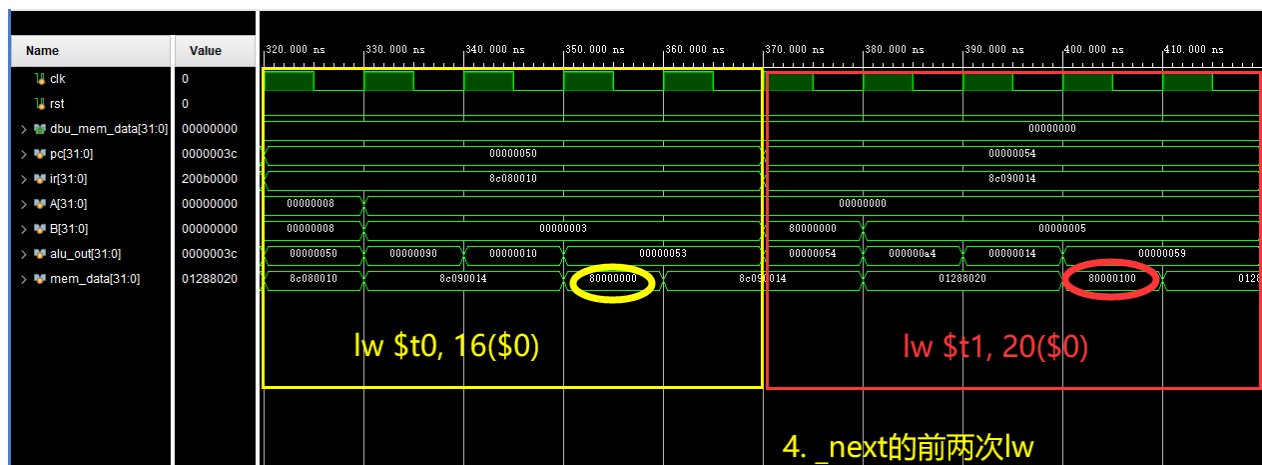 Name Value 320.000 ns 330.000 ns 340.000 ns 350.000 ns 360.000 ns 370.000 ns 380.000 ns 390.000 ns 400.000 ns 410.000 ns
clk 0
rst 0
dbu_mem_data[31:0] 00000000 00000000
pc[31:0] 0000003c 00000050 00000054
ir[31:0] 200b0000 8c080010 8c090014
A[31:0] 00000000 00000008 00000000
B[31:0] 00000000 00000008 00000003 80000000 00000005
alu_out[31:0] 0000003c 00000050 00000090 00000010 00000053 00000054 000000a4 00000014 00000059
mem_data[31:0] 01288020 8c080010 8c090014 80000000 8c090014 01288020 80000100 0128
lw $t0, 16($0) lw $t1, 20($0)
4. _next的前两次lw